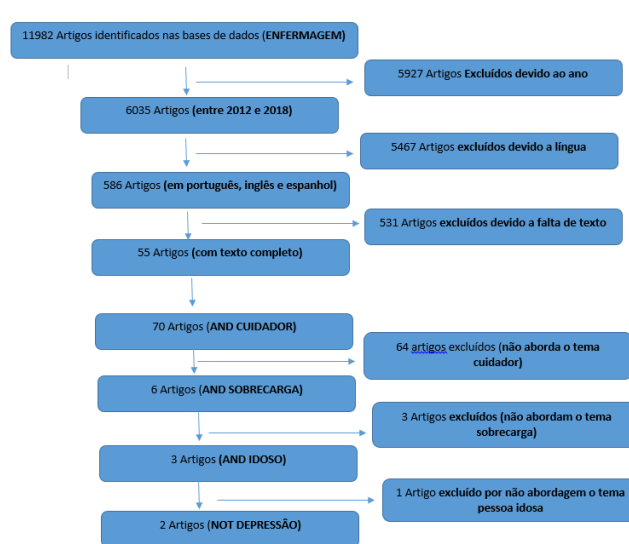 11982 Artigos identificados nas bases de dados (ENFERMAGEM)
5927 Artigos Excluídos devido ao ano
6035 Artigos (entre 2012 e 2018)
5467 Artigos excluídos devido a língua
586 Artigos (em português, inglês e espanhol)
531 Artigos excluídos devido a falta de texto
55 Artigos (com texto completo)
70 Artigos (AND CUIDADOR)
64 artigos excluídos (não aborda o tema
cuidador)
6 Artigos (AND SOBRECARGA)
3 Artigos excluídos (não abordam o tema
sobrecarga)
3 Artigos (AND IDOSO)
1 Artigo excluído por não abordagem o tema
pessoa idosa
2 Artigos (NOT DEPRESSÂO)